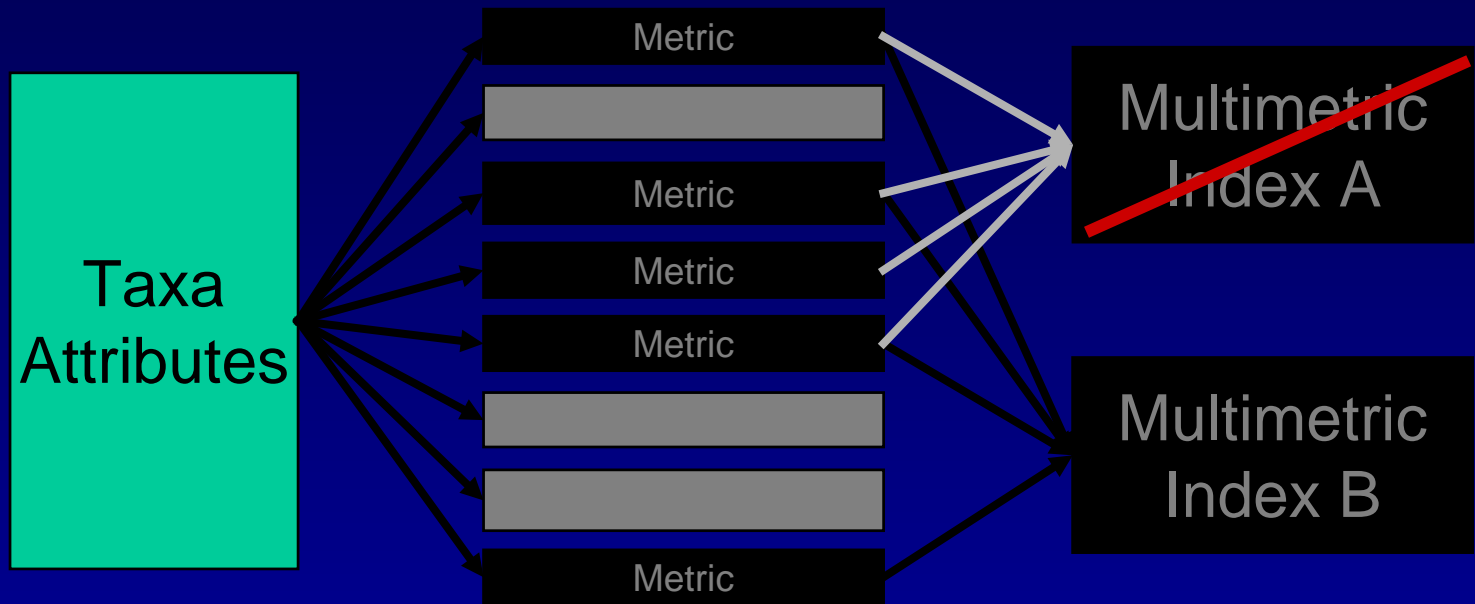 Taxa
Attributes
Metric
Metric
Metric
Metric
Metric
Multimetric
Index A
Multimetric
Index B